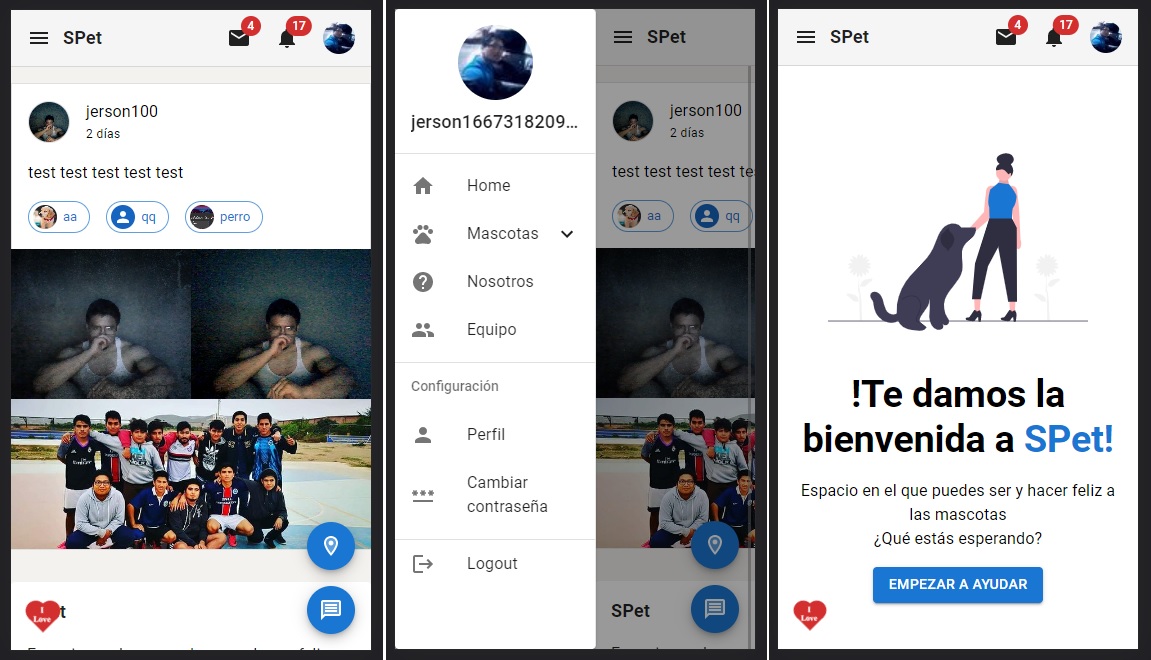 SPet
4
17
jerson100
2 días
test test test test test
aa
qq
perro
I
Love
t
jerson1667318209...
Home
Mascotas
Nosotros
Equipo
Configuración
Perfil
Cambiar
contraseña
Logout
SPet
jerson100
2 días
test test test test te
aa
qq
SPet
SPet
4
17
!Te damos la
bienvenida a SPet!
Espacio en el que puedes ser y hacer feliz a
las mascotas
¿Qué estás esperando?
EMPEZAR A AYUDAR
I
Love